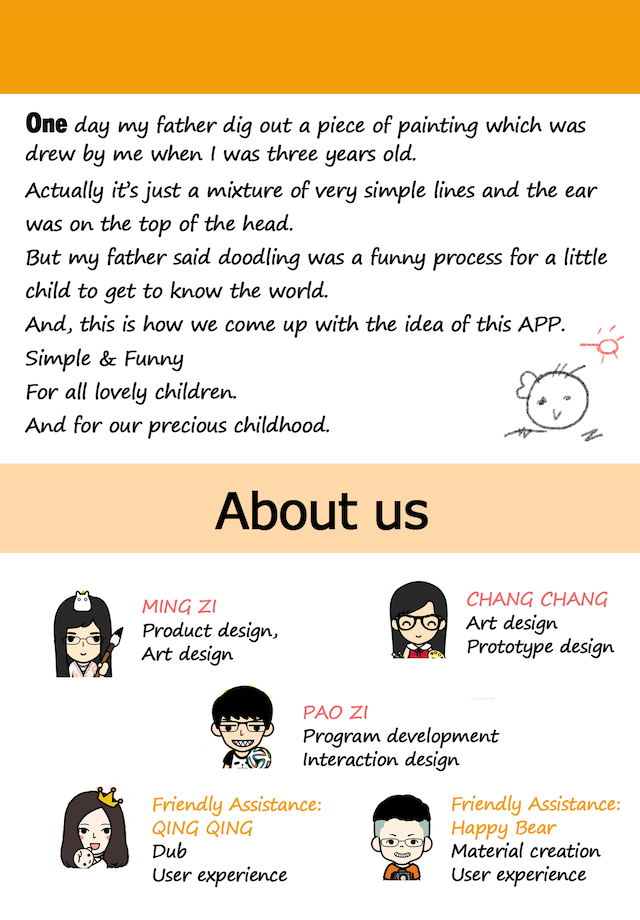 One day my father dig out a piece of painting which was
drew by me when I was three years old.
Actually it's just a mixture of very simple lines and the ear
was on the top of the head.
But my father said doodling was a funny process for a little
child to get to know the world.
And, this is how we come up with the idea of this APP.
Simple & Funny
For all lovely children.
And for our precious childhood.
About us
MING ZI
Product design,
Art design
CHANG CHANG
Art design
Prototype design
PAO ZI
Program development
Interaction design
Friendly Assistance:
QING QING
Dub
User experience
Friendly Assistance:
Happy Bear
Material creation
User experience